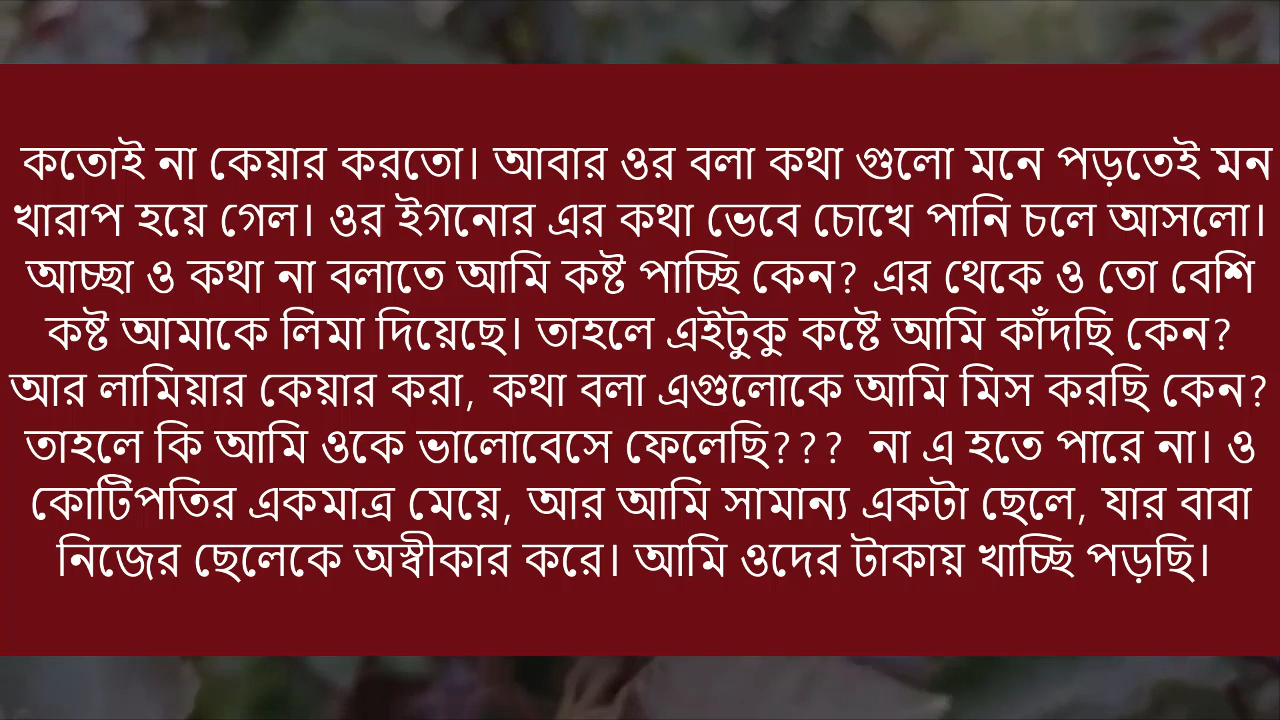 কতোই না কেয়ার করতো। আবার ওর বলা কথা গুলো মনে পড়তেই মন
খারাপ হয়ে গেল। ওর ইগনোর এর কথা ভেবে চোখে পানি চলে আসলো।
আচ্ছা ও কথা না বলাতে আমি কষ্ট পাচ্ছি কেন? এর থেকে ও তো বেশি
কষ্ট আমাকে লিমা দিয়েছে। তাহলে এইটুকু কষ্টে আমি কাঁদছি কেন?
আর লামিয়ার কেয়ার করা, কথা বলা এগুলোকে আমি মিস করছি কেন?
তাহলে কি আমি ওকে ভালোবেসে ফেলেছি??? না এ হতে পারে না। ও
কোটিপতির একমাত্র মেয়ে, আর আমি সামান্য একটা ছেলে, যার বাবা
নিজের ছেলেকে অস্বীকার করে। আমি ওদের টাকায় খাচ্ছি পড়ছি।